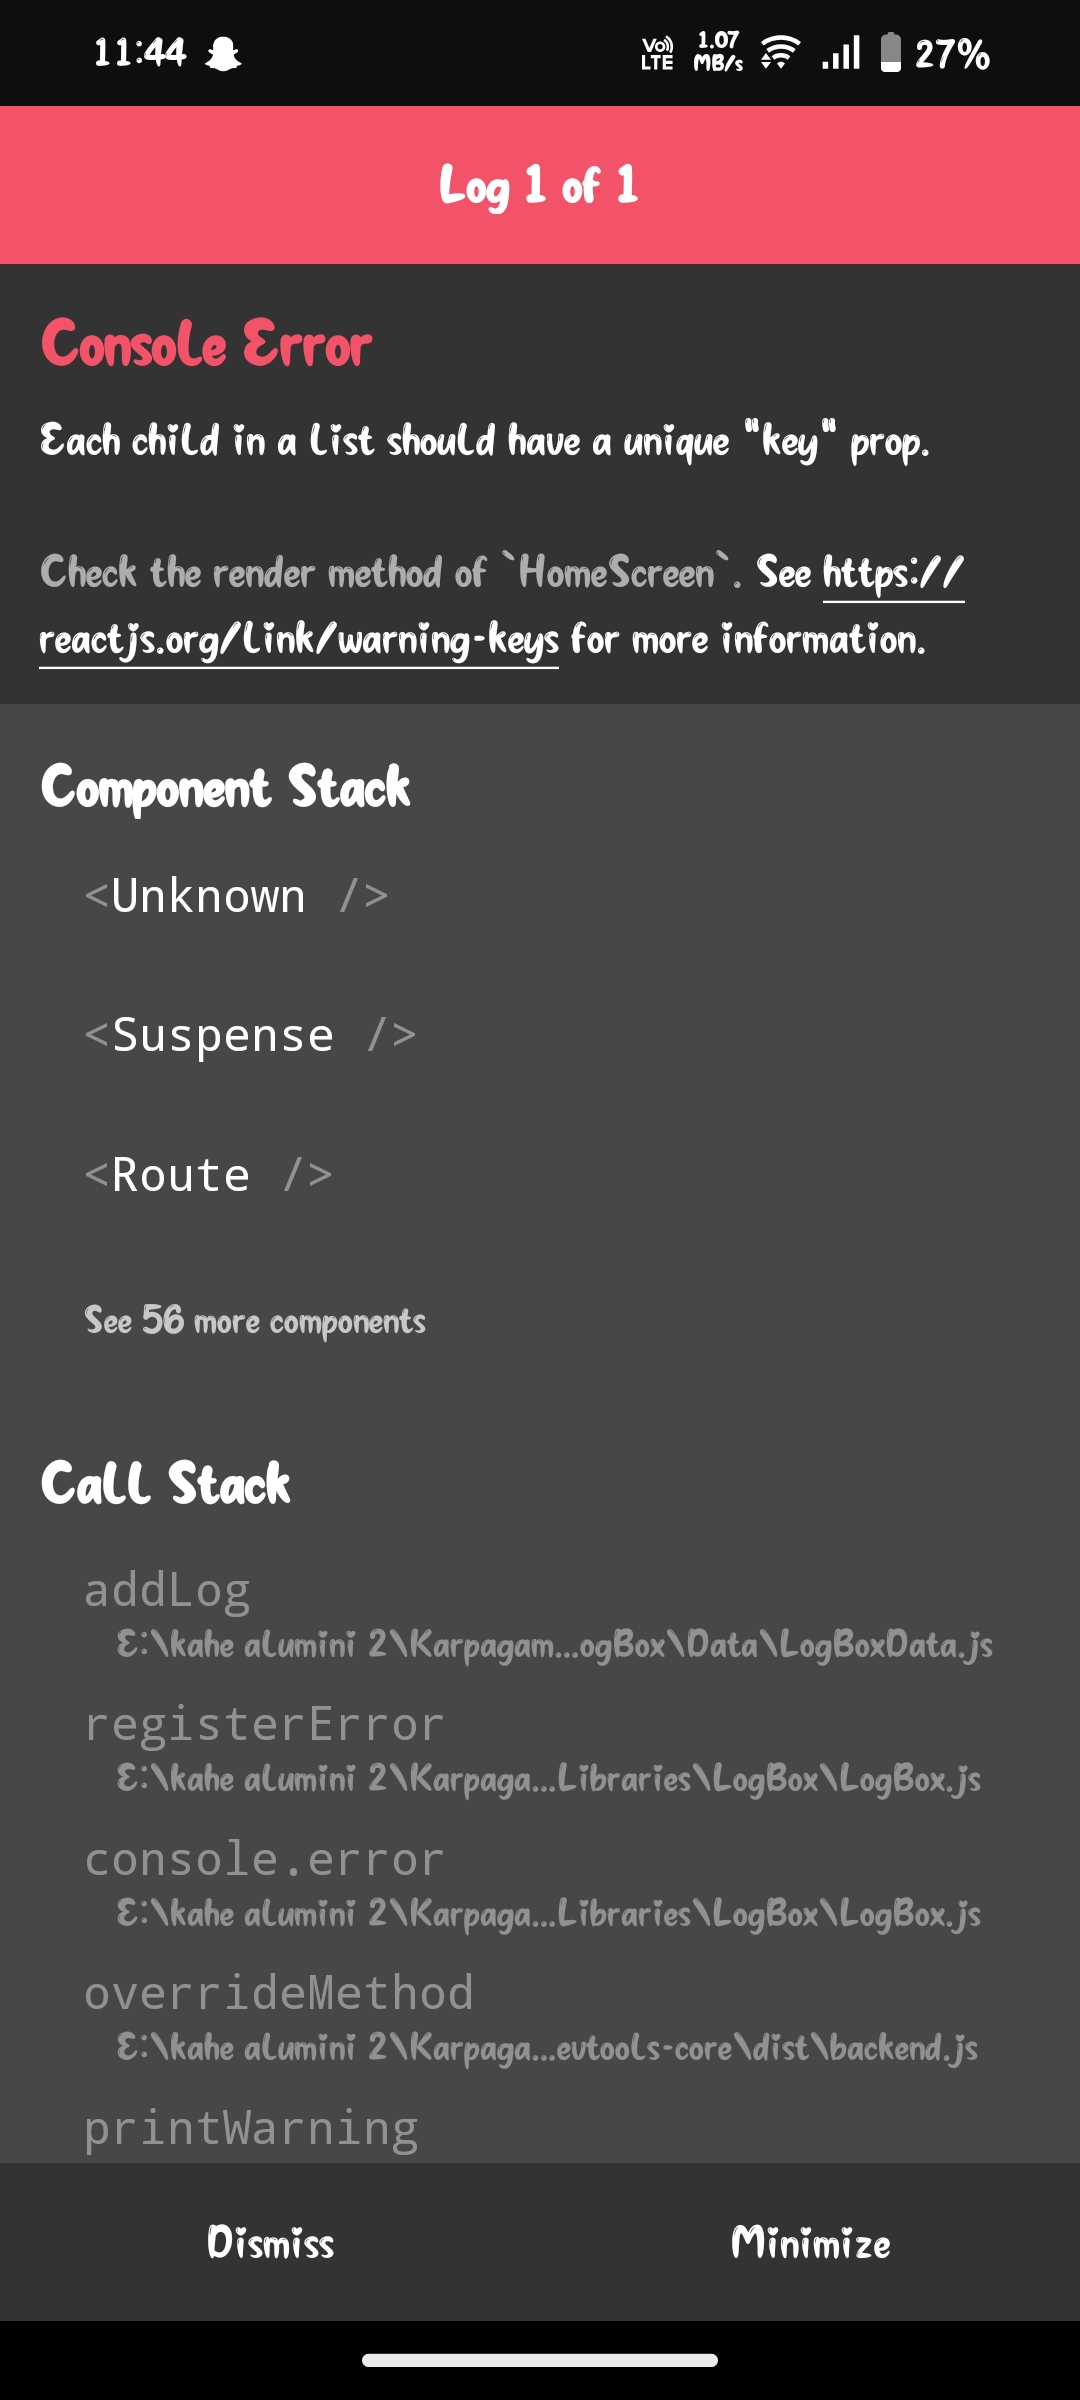 11:44 Vo)) LTE 1.07 MB/s 27%
Log 1 of 1
Console Error
Each child in a list should have a unique "key" prop.
Check the render method of `HomeScreen`. See https://
reactjs.org/link/warning-keys for more information.
Component Stack
<Unknown />
<Suspense />
<Route />
See 56 more components
Call Stack
addLog
E:\kahe alumini 2\Karpagam...ogBox\Data\LogBoxData.js
registerError
E:\kahe alumini 2\Karpaga...Libraries\LogBox\LogBox.js
console.error
E:\kahe alumini 2\Karpaga...Libraries\LogBox\LogBox.js
overrideMethod
E:\kahe alumini 2\Karpaga...evtools-core\dist\backend.js
printWarning
Dismiss Minimize